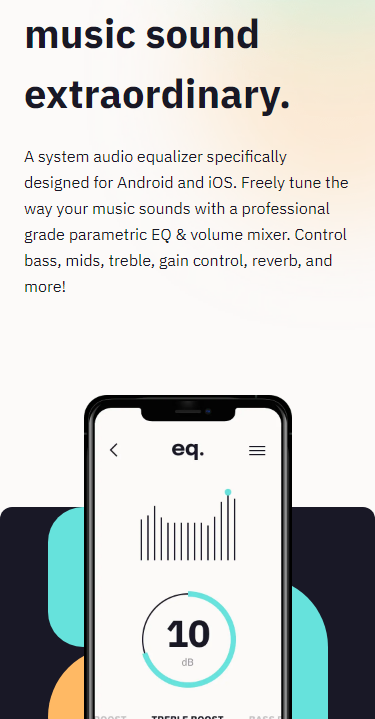 music sound
extraordinary.
A system audio equalizer specifically
designed for Android and iOS. Freely tune the
way your music sounds with a professional
grade parametric EQ & volume mixer. Control
bass, mids, treble, gain control, reverb, and
more!
eq.
10
dB
TREBLE BOOST